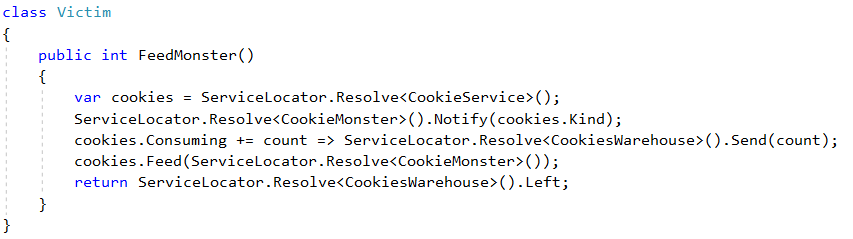 class Victim
{
    public int FeedMonster()
    {
        var cookies = ServiceLocator.Resolve<CookieService>();
        ServiceLocator.Resolve<CookieMonster>().Notify(cookies.Kind);
        cookies.Consuming += count => ServiceLocator.Resolve<CookiesWarehouse>().Send(count);
        cookies.Feed(ServiceLocator.Resolve<CookieMonster>());
        return ServiceLocator.Resolve<CookiesWarehouse>().Left;
    }
}